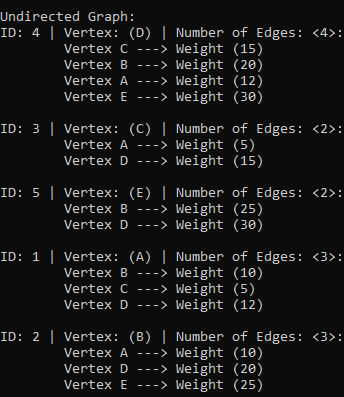 Undirected Graph:
ID: 4 | Vertex: (D) | Number of Edges: <4>:
Vertex C ---> Weight (15)
Vertex B ---> Weight (20)
Vertex A ---> Weight (12)
Vertex E ---> Weight (30)
ID: 3 | Vertex: (C) | Number of Edges: <2>:
Vertex A ---> Weight (5)
Vertex D ---> Weight (15)
ID: 5 | Vertex: (E) | Number of Edges: <2>:
Vertex B ---> Weight (25)
Vertex D ---> Weight (30)
ID: 1 | Vertex: (A) | Number of Edges: <3>:
Vertex B ---> Weight (10)
Vertex C ---> Weight (5)
Vertex D ---> Weight (12)
ID: 2 | Vertex: (B) | Number of Edges: <3>:
Vertex A ---> Weight (10)
Vertex D ---> Weight (20)
Vertex E ---> Weight (25)